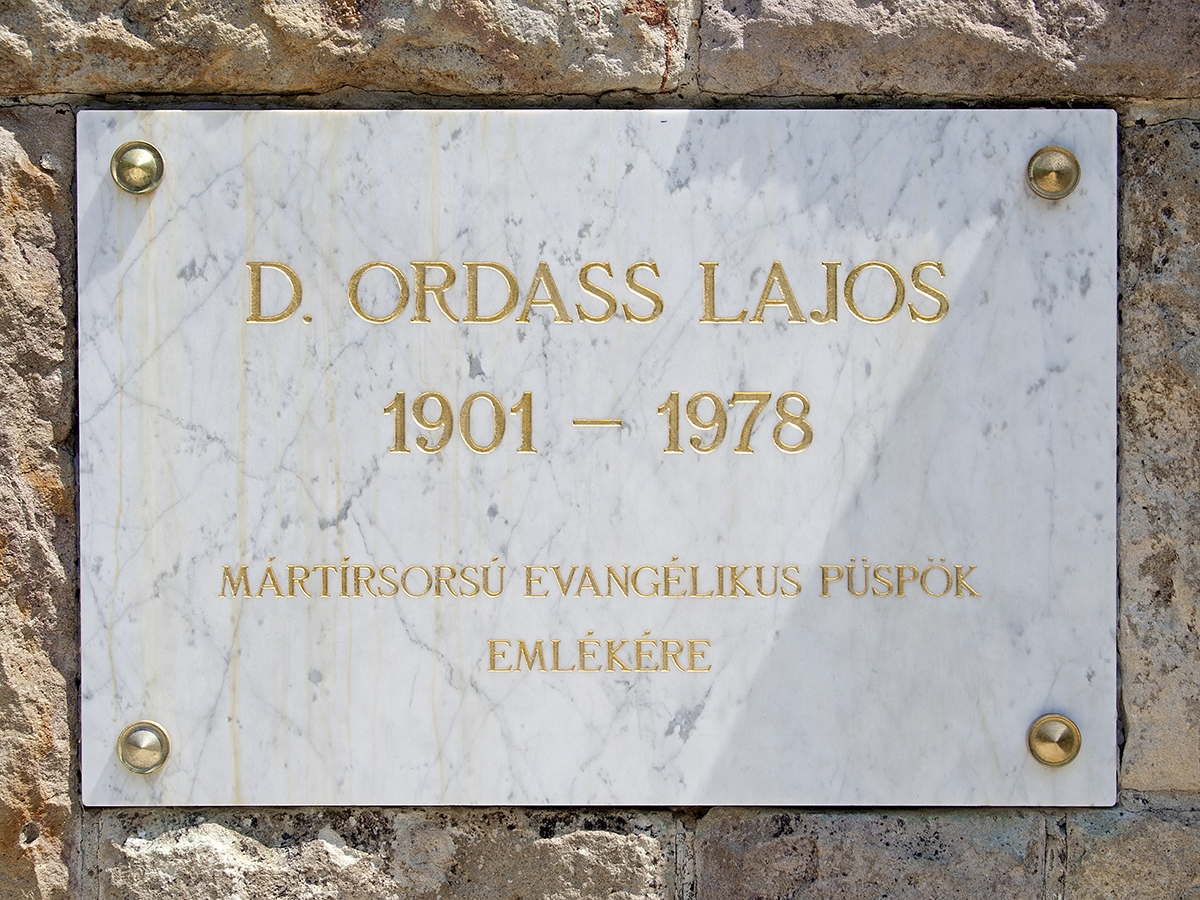 D. ORDASS LAJOS
1901 – 1978
MÁRTÍRSORSÚ EVANGÉLIKUS PÜSPÖK
EMLÉKÉRE